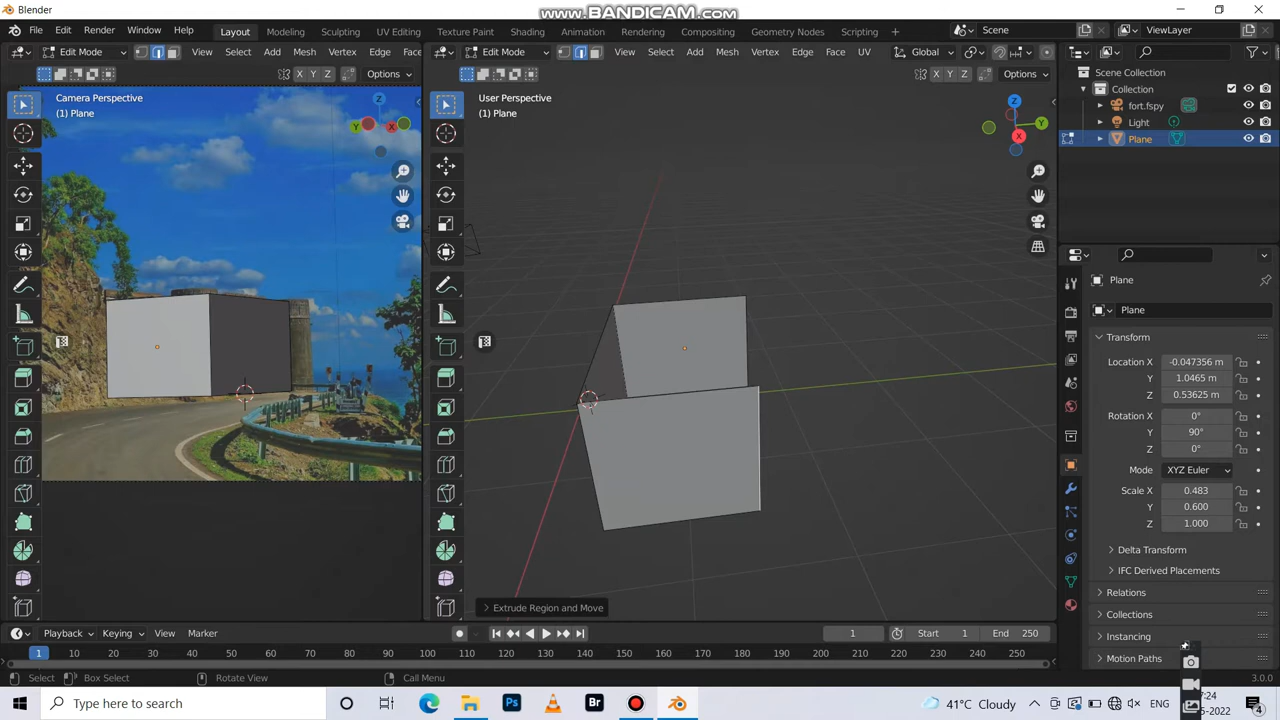 Blender
www.BANDICAM.com
File Edit Render Window Help
Layout Modeling Sculpting UV Editing Texture Paint Shading Animation Rendering Compositing Geometry Nodes Scripting +
Scene
ViewLayer
Edit Mode View Select Add Mesh Vertex Edge Face
Edit Mode View Select Add Mesh Vertex Edge Face UV Global
X Y Z Options
X Y Z Options
Camera Perspective
(1) Plane
User Perspective
(1) Plane
Z
Y
X
Z
Y
X
Scene Collection
Collection
fort.fspy
Light
Plane
Plane
Plane
Transform
Location X -0.047356 m
Y 1.0465 m
Z 0.53625 m
Rotation X 0°
Y 90°
Z 0°
Mode XYZ Euler
Scale X 0.483
Y 0.600
Z 1.000
Delta Transform
IFC Derived Placements
Relations
Collections
Instancing
Motion Paths
Extrude Region and Move
Playback Keying View Marker
1 Start 1 End 250
1 10 20 30 40 50 60 70 80 90 100 110 120 130 140 150 160 170 180 190 200 210 220 230 240 250
Select Box Select Rotate View Call Menu 3.0.0
Type here to search
Ps
Br
41°C Cloudy
ENG
7:24
-2022
4